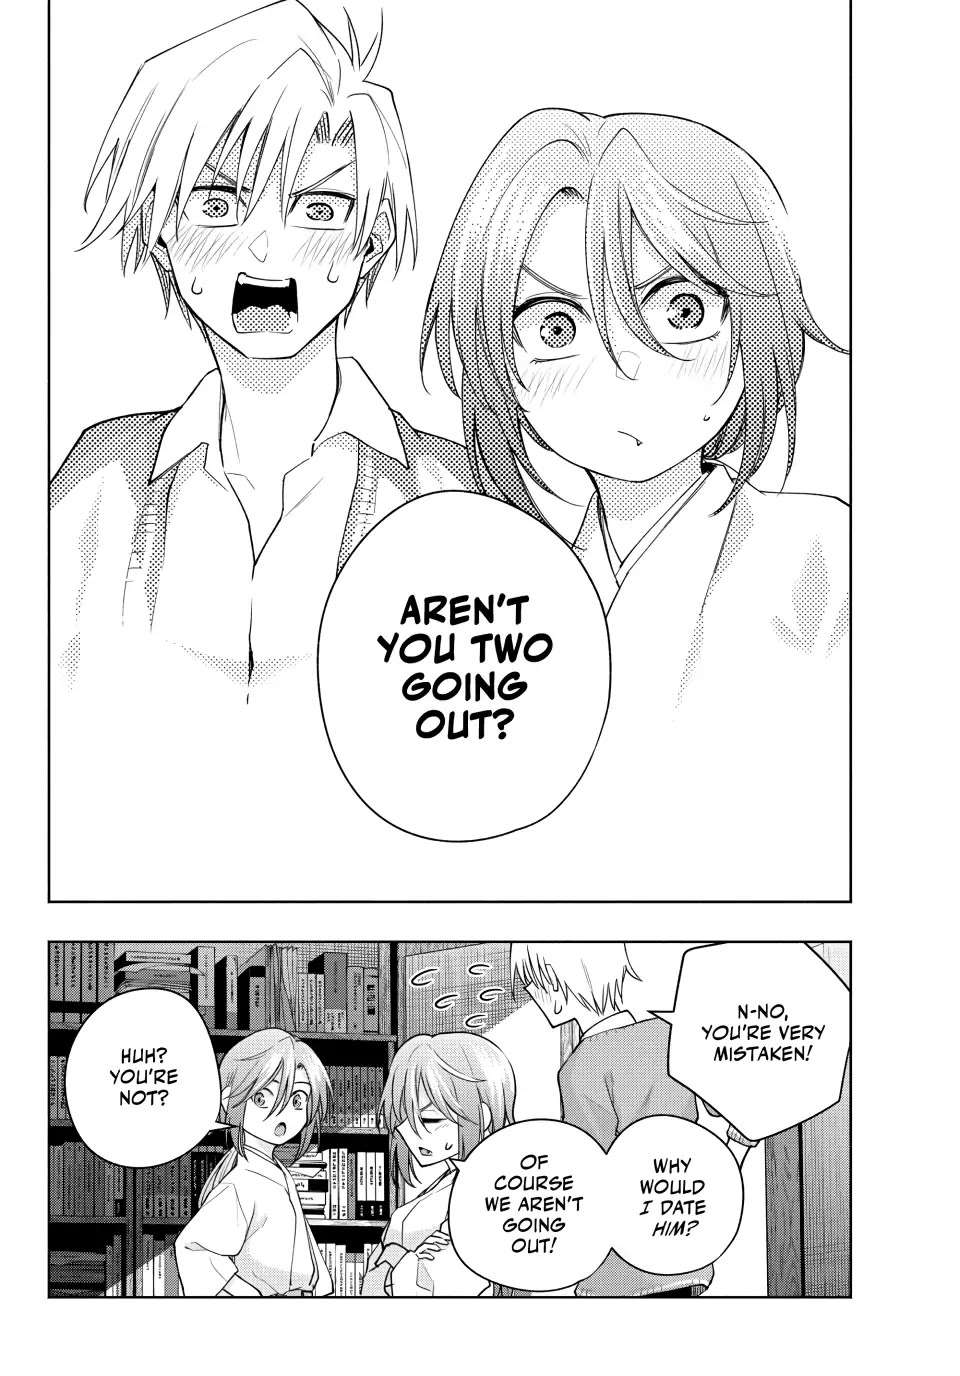 AREN'T
YOU TWO
GOING
OUT?
N-NO,
YOU'RE VERY
MISTAKEN!
WHY
WOULD
I DATE
HIM?
OF
COURSE
WE AREN'T
GOING
OUT!
HUH?
YOU'RE
NOT?